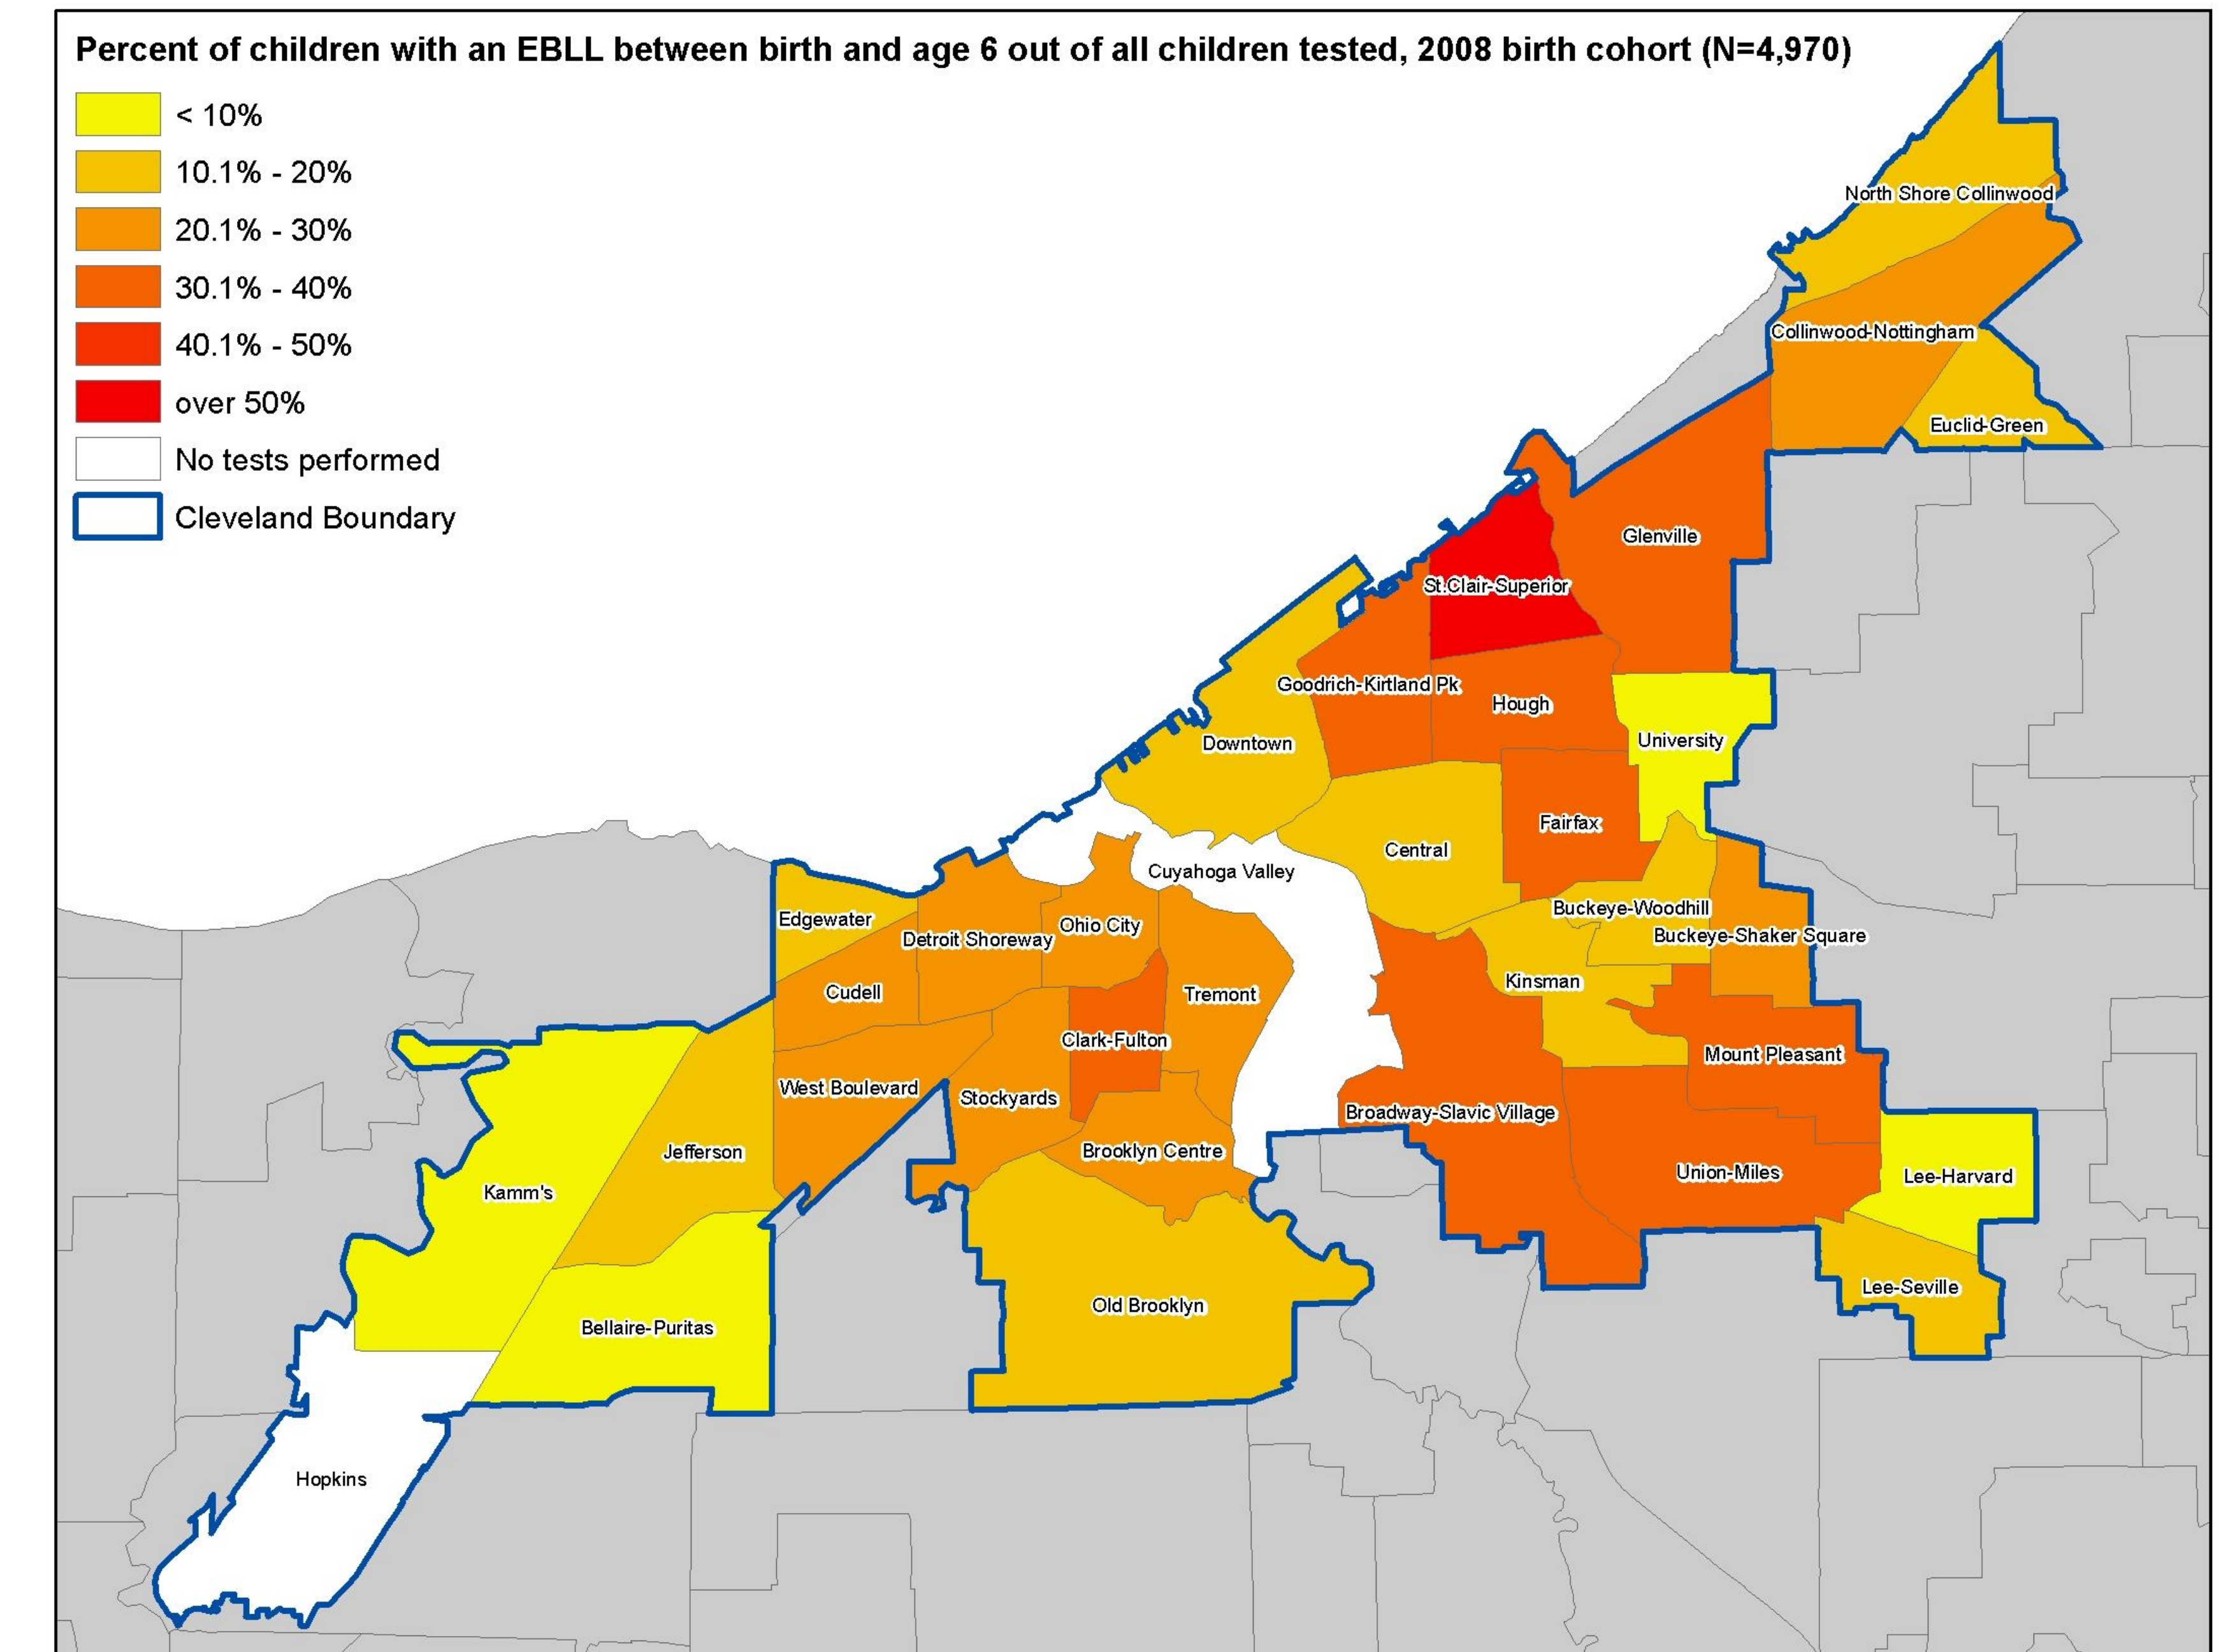 Percent of children with an EBLL between birth and age 6 out of all children tested, 2008 birth cohort (N=4,970)
< 10%
10.1% - 20%
20.1% - 30%
30.1% - 40%
40.1% - 50%
over 50%
No tests performed
Cleveland Boundary
North Shore Collinwood
Collinwood-Nottingham
Euclid-Green
Glenville
St.Clair-Superior
Goodrich-Kirtland Pk
Hough
University
Downtown
Fairfax
Central
Cuyahoga Valley
Buckeye-Woodhill
Edgewater
Ohio City
Buckeye-Shaker Square
Detroit Shoreway
Kinsman
Cudell
Tremont
Clark-Fulton
Mount Pleasant
West Boulevard
Stockyards
Broadway-Slavic Village
Jefferson
Brooklyn Centre
Union-Miles
Lee-Harvard
Kamm's
Lee-Seville
Old Brooklyn
Bellaire-Puritas
Hopkins